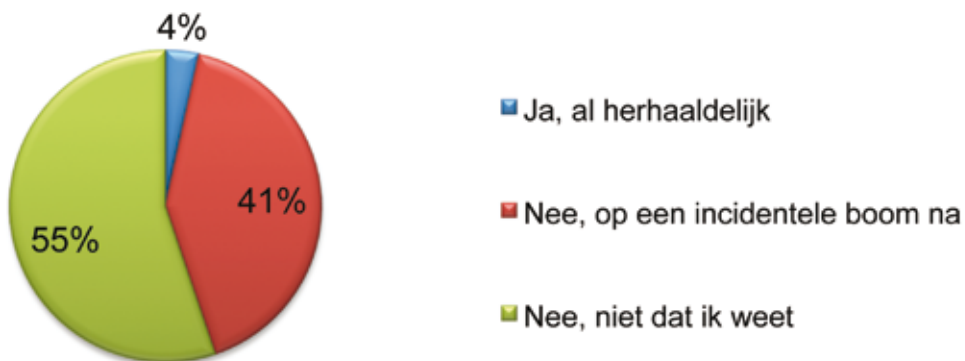 4%
41%
55%
Ja, al herhaaldelijk
Nee, op een incidentele boom na
Nee, niet dat ik weet